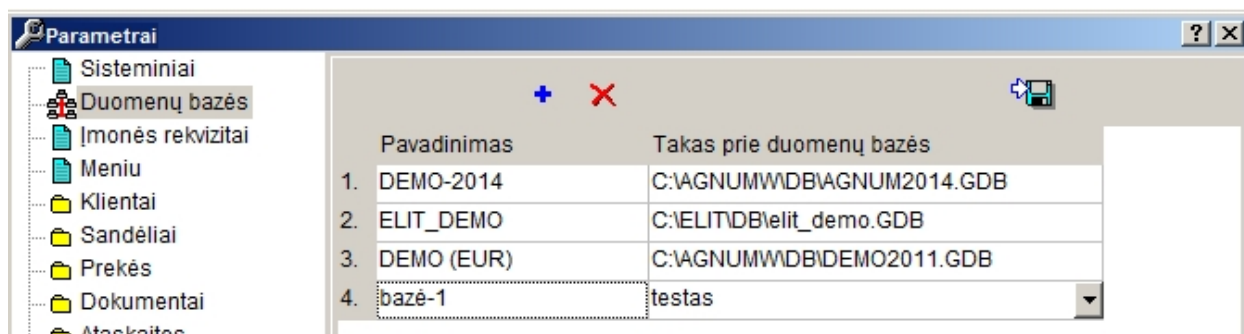 Parametrai
Sisteminiai
Duomenų bazės
Įmonės rekvizitai
Meniu
Klientai
Sandėliai
Prekės
Dokumentai
Ataskaitos
Pavadinimas Takas prie duomenų bazės
1. DEMO-2014 C:\AGNUMW\DB\AGNUM2014.GDB
2. ELIT_DEMO C:\ELIT\DB\elit_demo.GDB
3. DEMO (EUR) C:\AGNUMW\DB\DEMO2011.GDB
4. bazė-1 testas